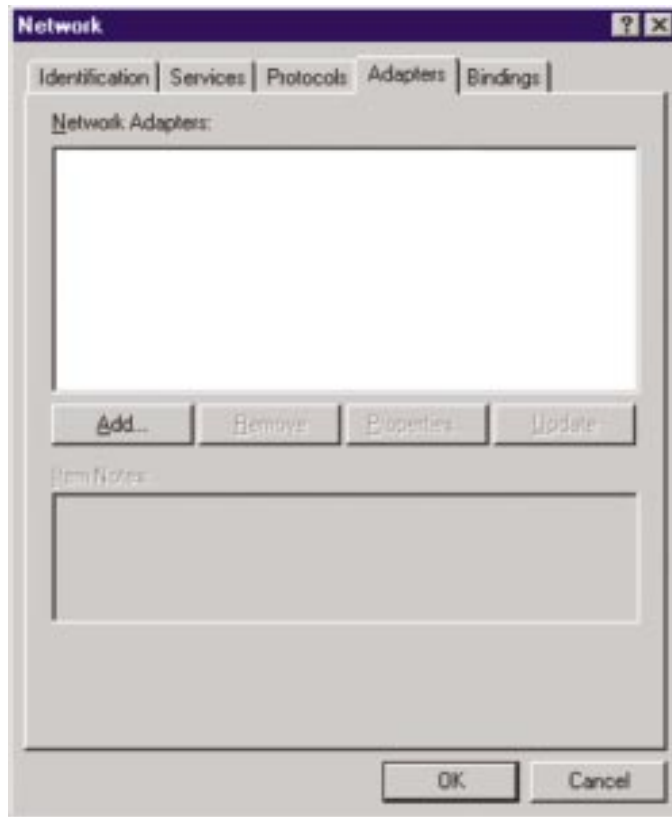 Network
Identification Services Protocols Adapters Bindings
Network Adapters:
Add... Remove Properties... Update
Item Notes:
OK Cancel